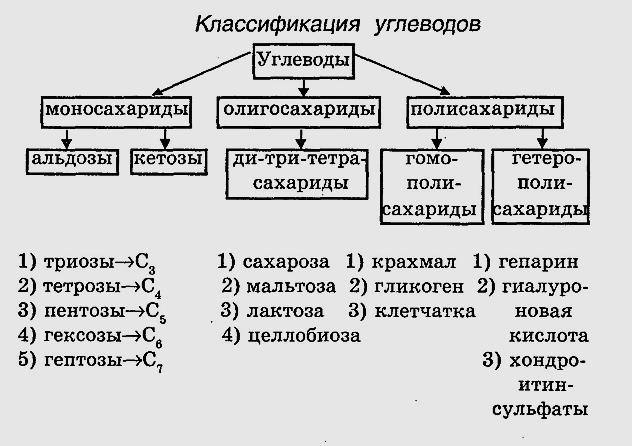 Классификация углеводов
Углеводы
моносахариды
олигосахариды
полисахариды
альдозы
кетозы
ди-три-тетра-
сахариды
гомо-
поли-
сахариды
гетеро-
поли-
сахариды
1) триозы→C₃
2) тетрозы→C₄
3) пентозы→C₅
4) гексозы→C₆
5) гептозы→C₇
1) сахароза
2) мальтоза
3) лактоза
4) целлобиоза
1) крахмал
2) гликоген
3) клетчатка
1) гепарин
2) гиалуро-
новая
кислота
3) хондро-
итин-
сульфаты